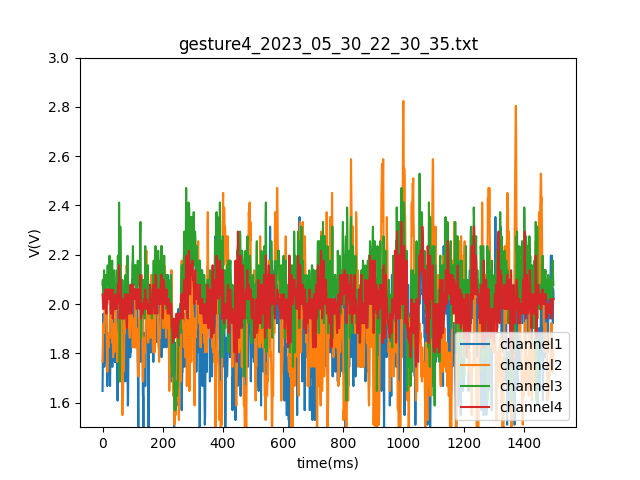 gesture4_2023_05_30_22_30_35.txt
3.0
2.8
2.6
2.4
2.2
2.0
1.8
1.6
V(V)
channel1
channel2
channel3
channel4
0 200 400 600 800 1000 1200 1400
time(ms)